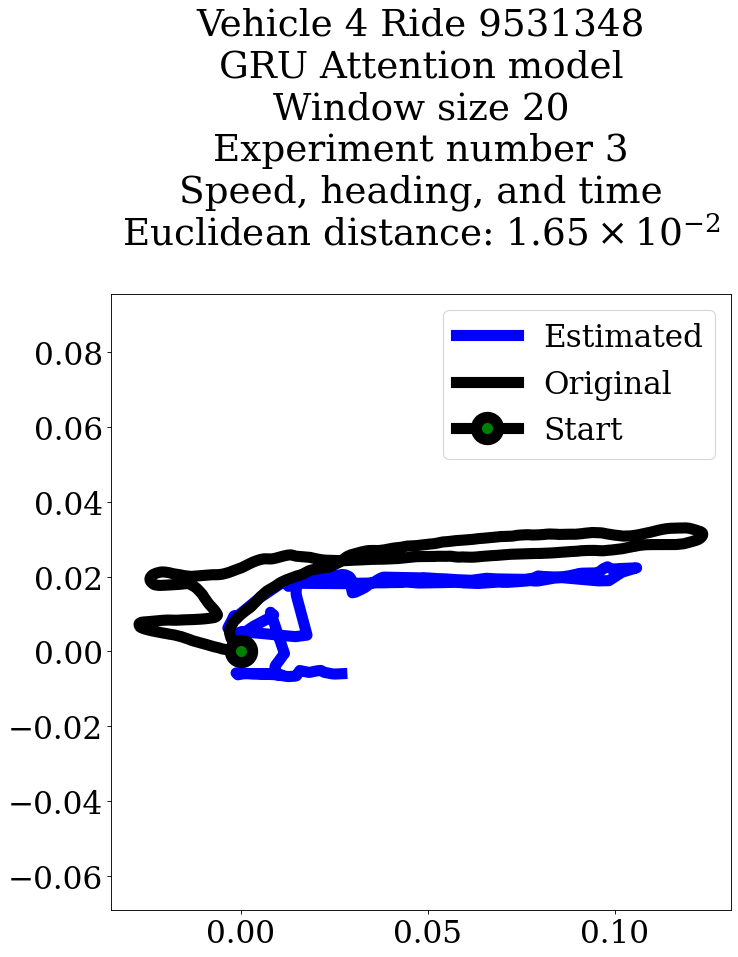 Vehicle 4 Ride 9531348
GRU Attention model
Window size 20
Experiment number 3
Speed, heading, and time
Euclidean distance: 1.65 × 10⁻²
Estimated
Original
Start
0.08
0.06
0.04
0.02
0.00
−0.02
−0.04
−0.06
0.00 0.05 0.10